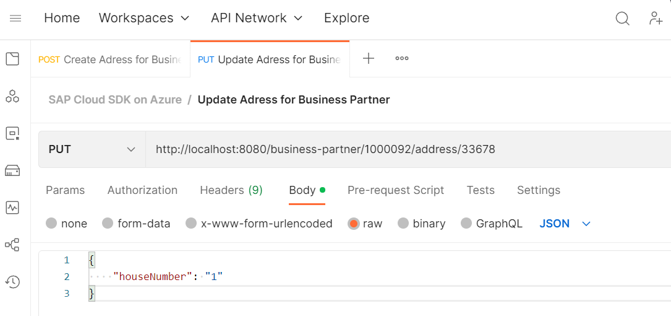 Home Workspaces API Network Explore
POST Create Adress for Busin PUT Update Adress for Busine
SAP Cloud SDK on Azure / Update Adress for Business Partner
PUT http://localhost:8080/business-partner/1000092/address/33678
Params Authorization Headers (9) Body Pre-request Script Tests Settings
none form-data x-www-form-urlencoded raw binary GraphQL JSON
1 {
2 "houseNumber": "1"
3 }